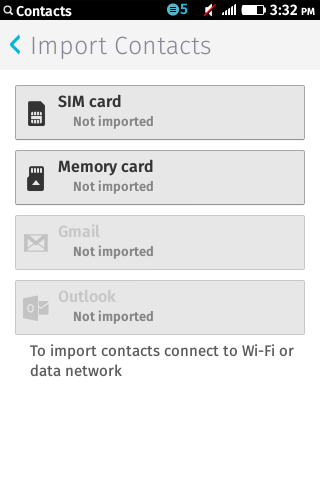 Contacts 5 3:32 PM
Import Contacts
SIM card
Not imported
Memory card
Not imported
Gmail
Not imported
Outlook
Not imported
To import contacts connect to Wi-Fi or
data network